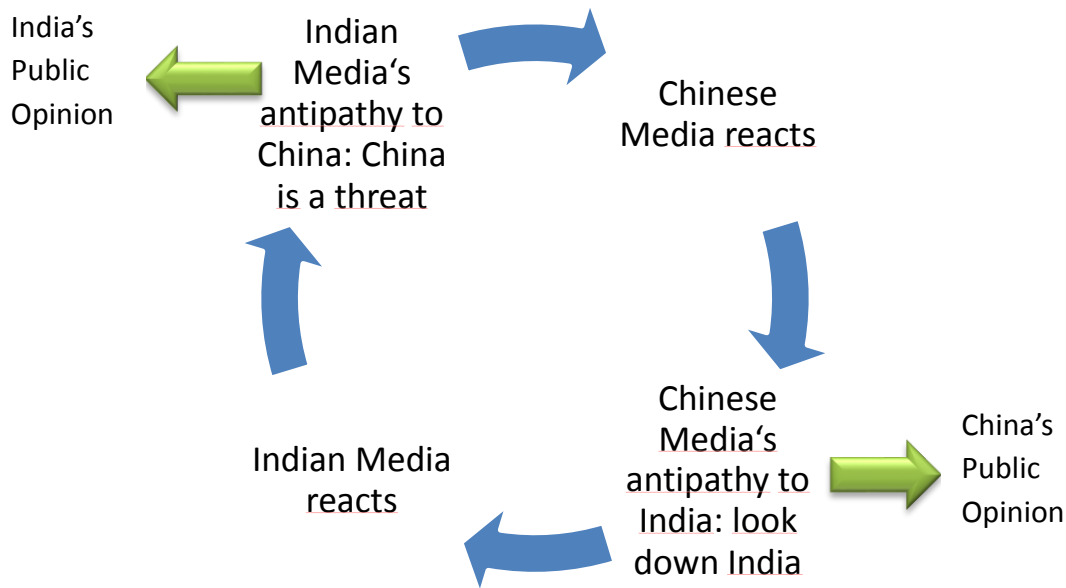 India’s
Public
Opinion
Indian
Media‘s
antipathy to
China: China
is a threat
Chinese
Media reacts
Chinese
Media‘s
antipathy to
India: look
down India
China’s
Public
Opinion
Indian Media
reacts